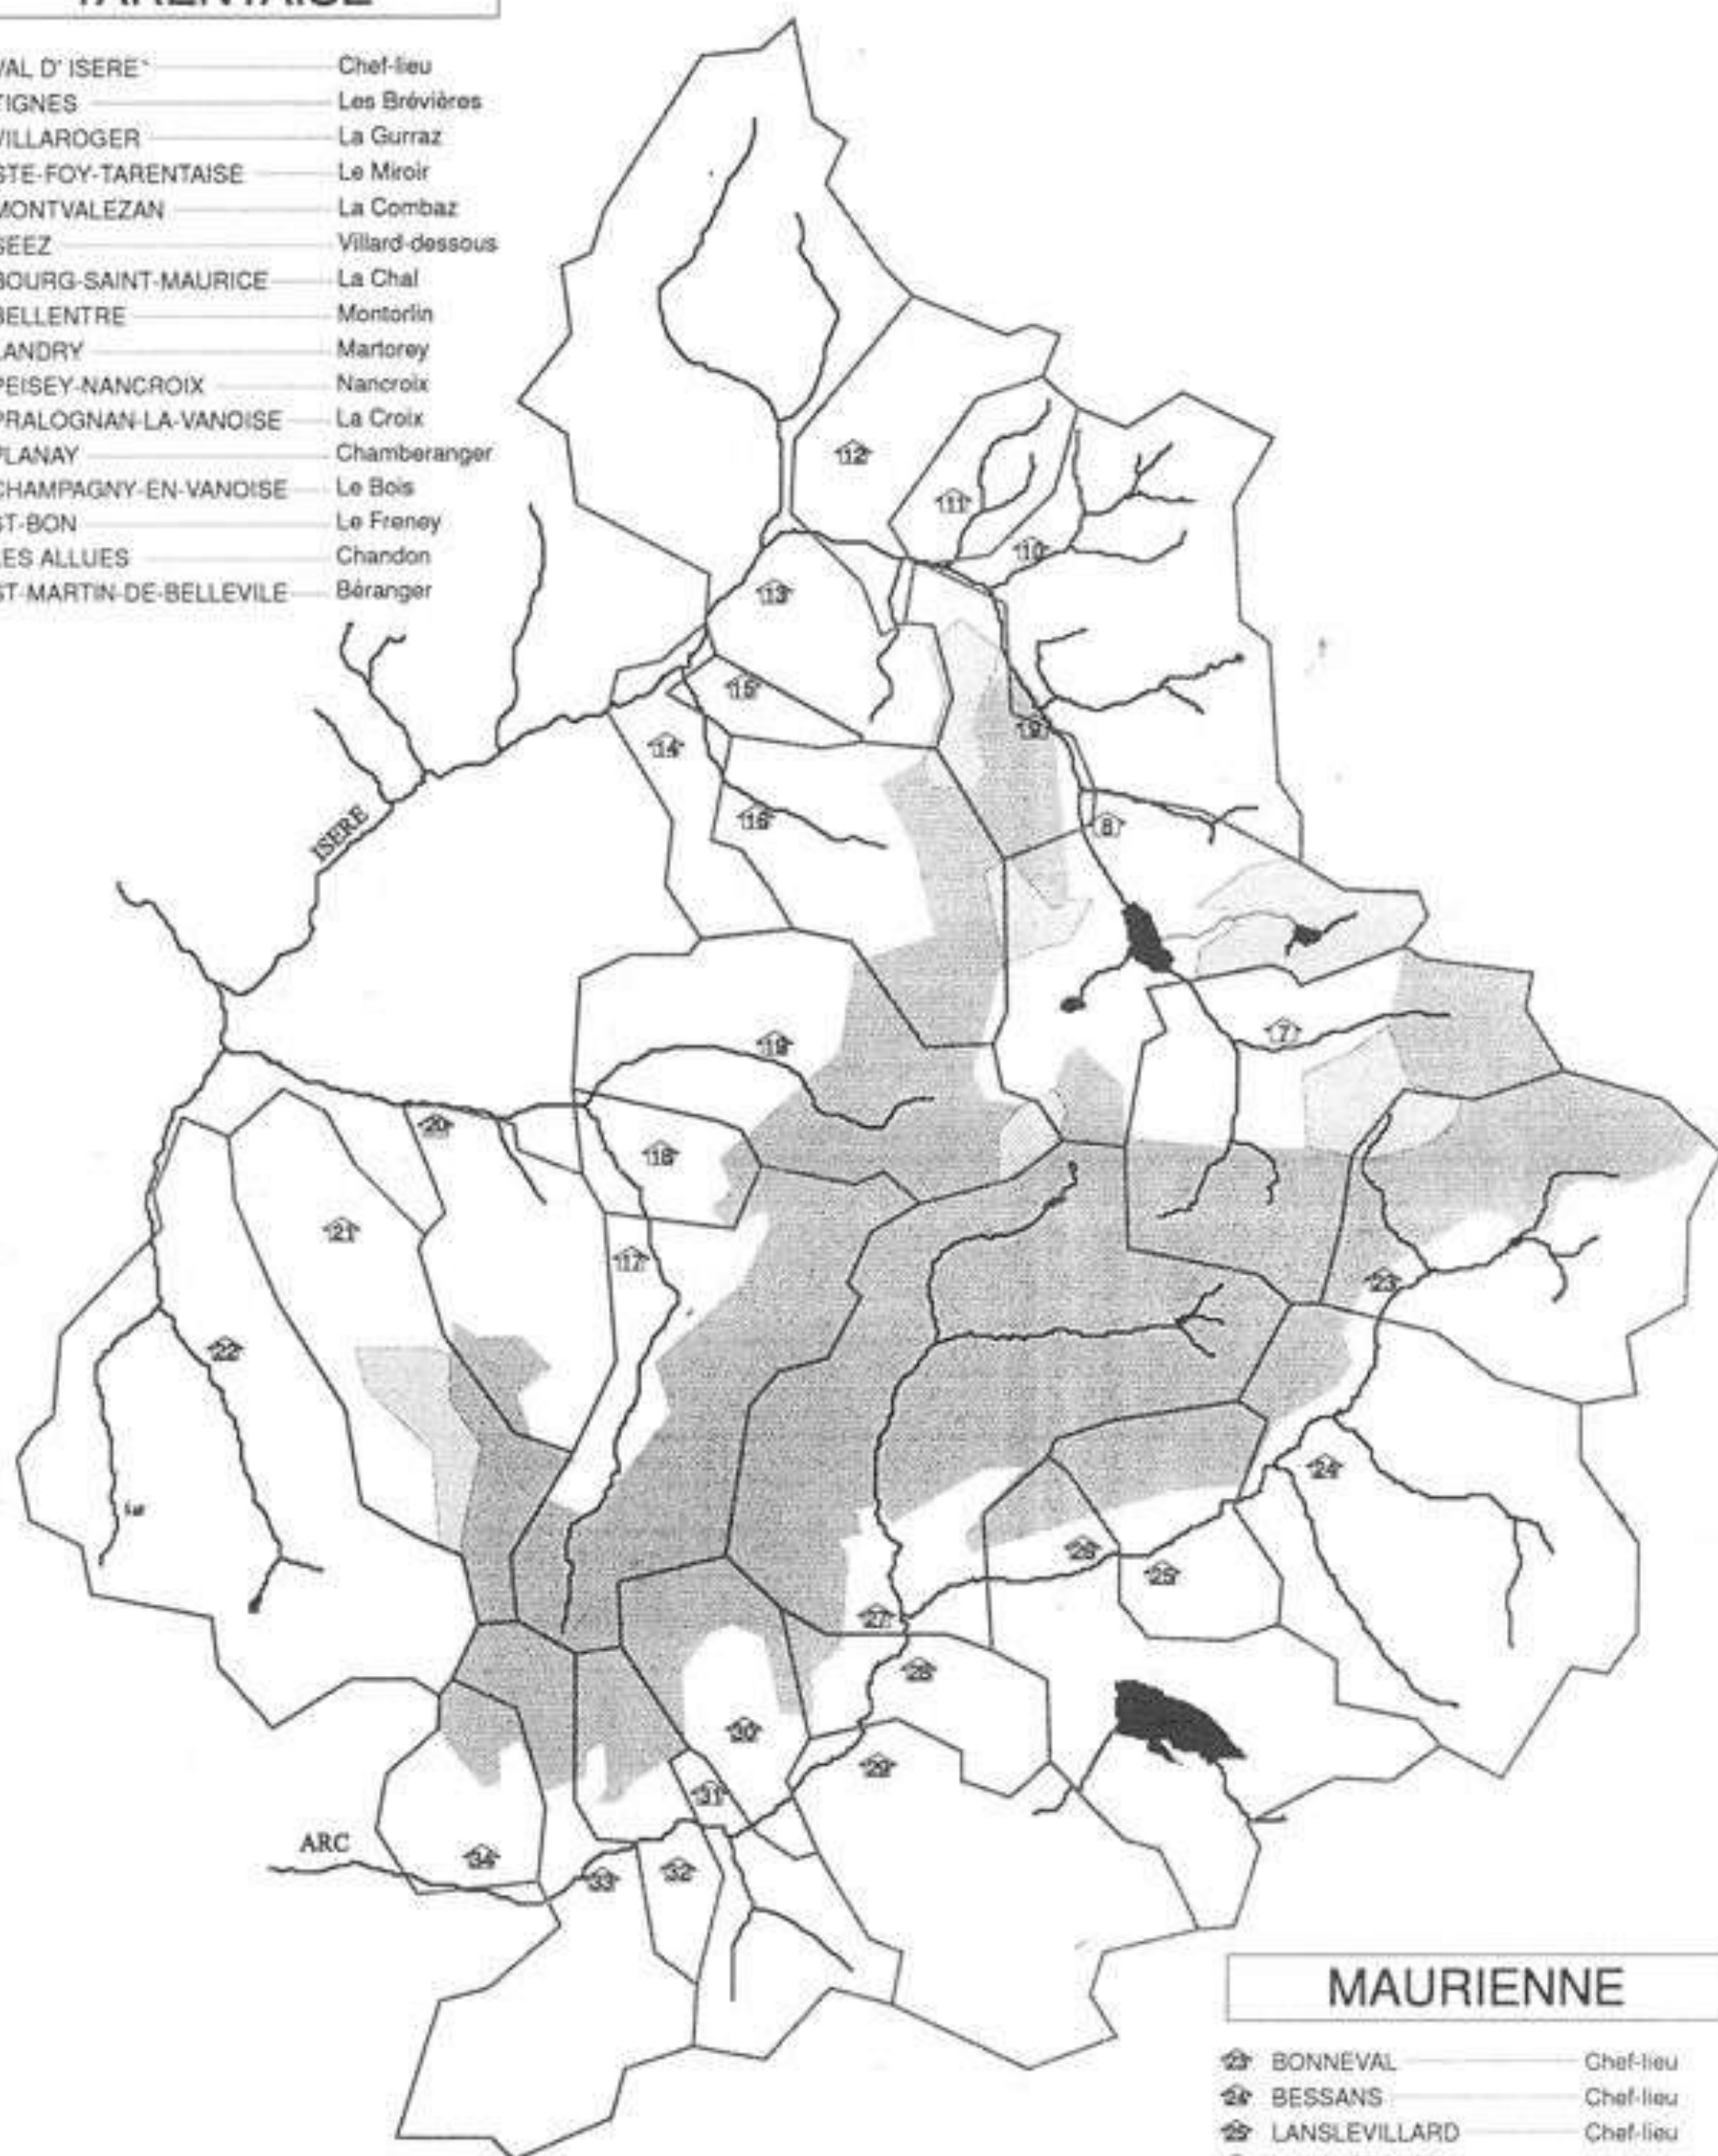 TARENTAISE
VAL D' ISERE Chef-lieu
TIGNES Les Brévières
VILLAROGER La Gurraz
STE-FOY-TARENTAISE Le Miroir
MONTVALEZAN La Combaz
SEEZ Villard-dessous
BOURG-SAINT-MAURICE La Chal
BELLENTRE Montorlin
LANDRY Martorey
PEISEY-NANCROIX Nancroix
PRALOGNAN-LA-VANOISE La Croix
PLANAY Chamberanger
CHAMPAGNY-EN-VANOISE Le Bois
ST-BON Le Freney
LES ALLUES Chandon
ST-MARTIN-DE-BELLEVILE Béranger
12
11
10
13
15
14
9
16
8
ISERE
7
19
20
18
21
17
23
22
24
26
25
27
28
30
29
31
ARC
34
33
32
MAURIENNE
23 BONNEVAL Chef-lieu
24 BESSANS Chef-lieu
25 LANSLEVILLARD Chef-lieu